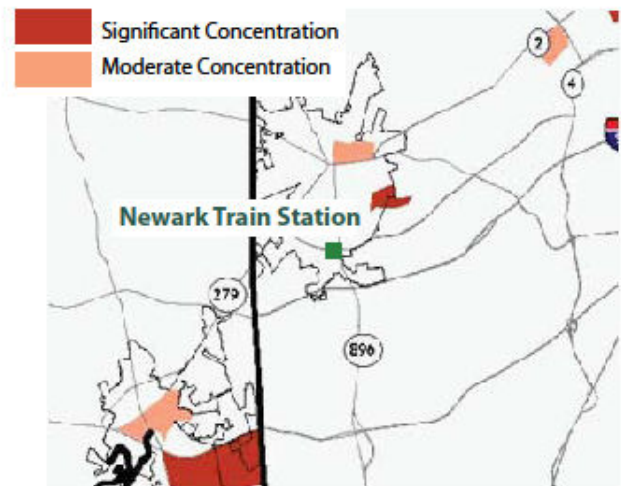 Significant Concentration
Moderate Concentration
2
4
Newark Train Station
279
896